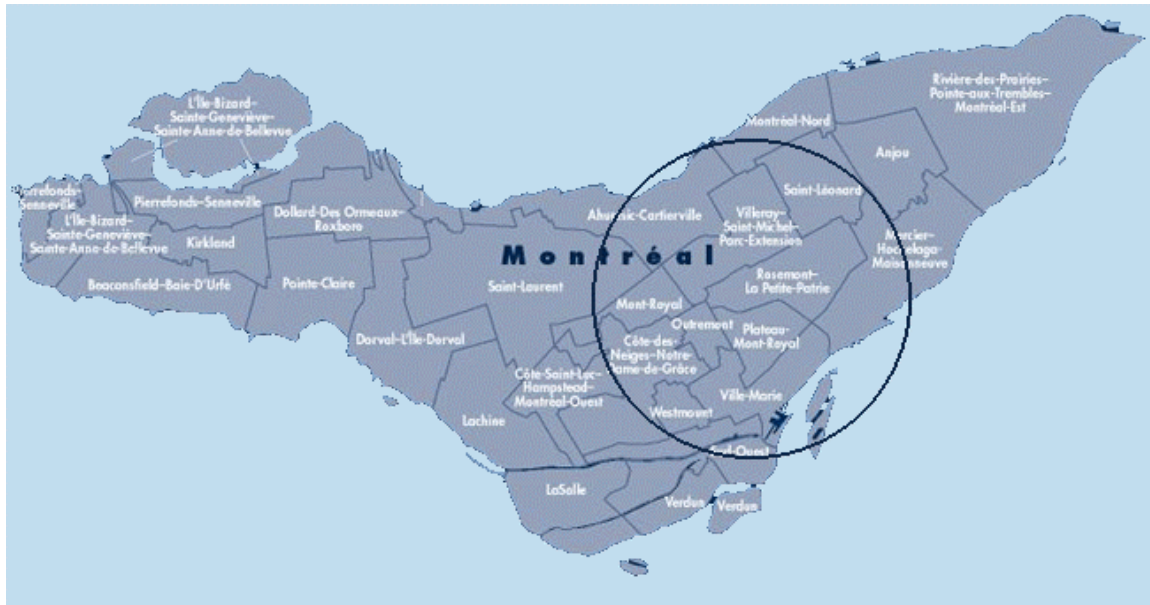 Rivière-des-Prairies–
Pointe-aux-Trembles–
Montréal-Est
L'Île-Bizard–
Sainte-Geneviève–
Sainte-Anne-de-Bellevue
Montréal-Nord
Anjou
Pierrefonds-
Senneville
Pierrefonds-Senneville
Saint-Léonard
Dollard-Des Ormeaux–
Roxboro
Ahuntsic-Cartierville
Villeray-
Saint-Michel-
Parc-Extension
L'Île-Bizard–
Sainte-Geneviève–
Sainte-Anne-de-Bellevue
Kirkland
Mercier-
Hochelaga-
Maisonneuve
Montréal
Beaconsfield-Baie-D'Urfé
Pointe-Claire
Saint-Laurent
Rosemont–
La Petite-Patrie
Mont-Royal
Outremont
Plateau-
Mont-Royal
Dorval-L'Île-Dorval
Côte-des-
Neiges–Notre-
Dame-de-Grâce
Côte-Saint-Luc–
Hampstead–
Montréal-Ouest
Ville-Marie
Westmount
Lachine
Sud-Ouest
LaSalle
Verdun
Verdun